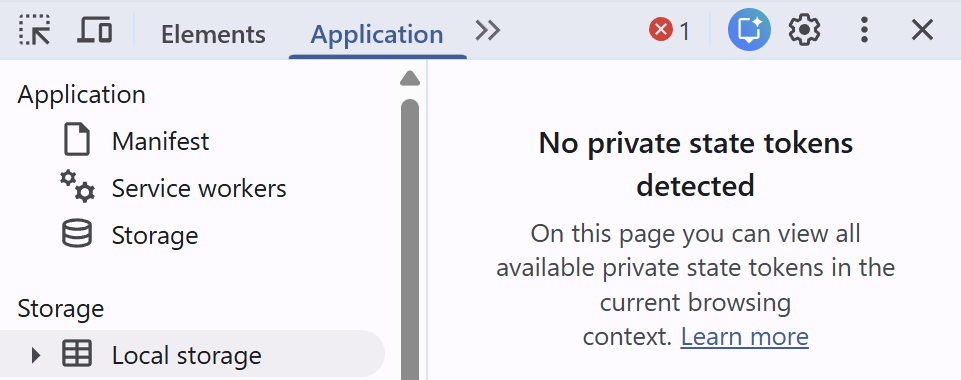 Elements
Application
1
Application
Manifest
Service workers
Storage
Storage
Local storage
No private state tokens
detected
On this page you can view all
available private state tokens in the
current browsing
context. Learn more